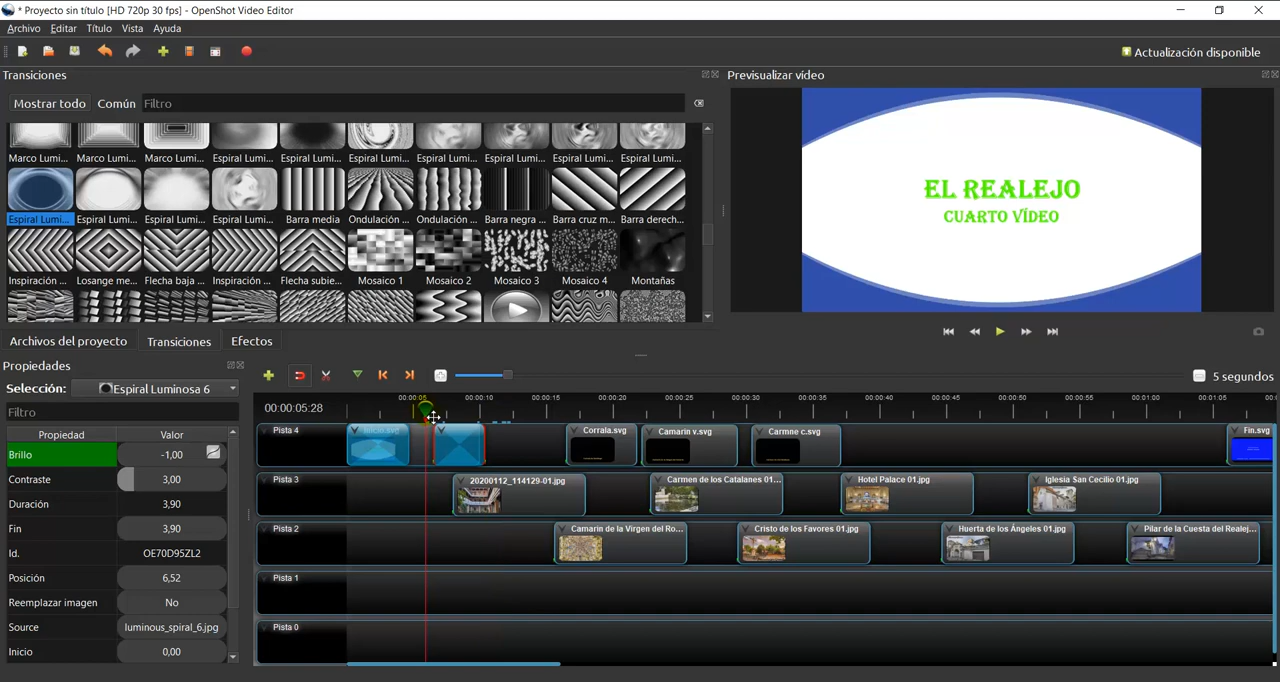 * Proyecto sin título [HD 720p 30 fps] - OpenShot Video Editor
Archivo Editar Título Vista Ayuda
Actualización disponible
Transiciones
Previsualizar vídeo
Mostrar todo Común Filtro
Marco Lumi... Marco Lumi... Marco Lumi... Espiral Lumi... Espiral Lumi... Espiral Lumi... Espiral Lumi... Espiral Lumi... Espiral Lumi... Espiral Lumi...
Espiral Lumi... Espiral Lumi... Espiral Lumi... Espiral Lumi... Barra media Ondulación ... Ondulación ... Barra negra ... Barra cruz m... Barra derech...
Inspiración ... Losange me... Flecha baja ... Inspiración ... Flecha subie... Mosaico 1 Mosaico 2 Mosaico 3 Mosaico 4 Montañas
EL REALEJO
CUARTO VÍDEO
Archivos del proyecto Transiciones Efectos
Propiedades
Selección: Espiral Luminosa 6
Filtro
Propiedad Valor
Brillo -1,00
Contraste 3,00
Duración 3,90
Fin 3,90
Id. OE70D95ZL2
Posición 6,52
Reemplazar imagen No
Source luminous_spiral_6.jpg
Inicio 0,00
5 segundos
00:00:05:28
00:00:05 00:00:10 00:00:15 00:00:20 00:00:25 00:00:30 00:00:35 00:00:40 00:00:45 00:00:50 00:00:55 00:01:00 00:01:05
Pista 4 Inicio.svg Corrala.svg Camarin v.svg Carmne c.svg Fin.svg
Pista 3 20200112_114129-01.jpg Carmen de los Catalanes 01... Hotel Palace 01.jpg Iglesia San Cecilio 01.jpg
Pista 2 Camarin de la Virgen del Ro... Cristo de los Favores 01.jpg Huerta de los Ángeles 01.jpg Pilar de la Cuesta del Realej...
Pista 1
Pista 0